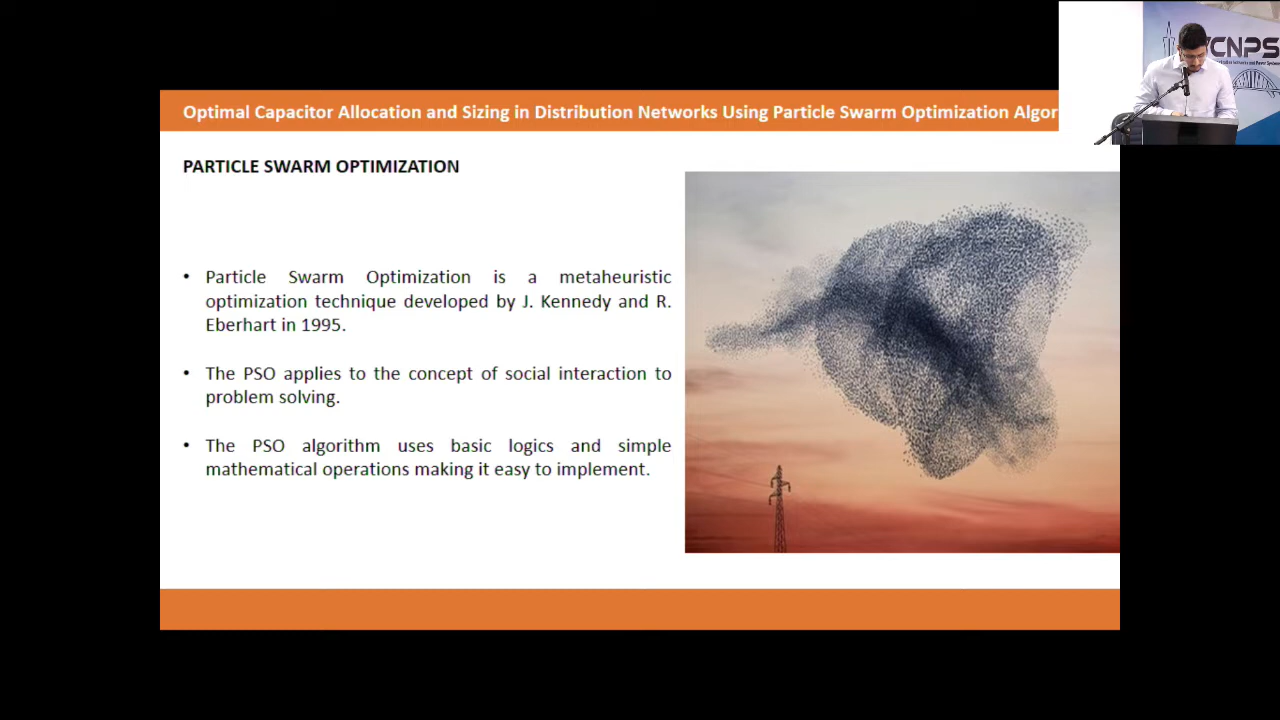 Optimal Capacitor Allocation and Sizing in Distribution Networks Using Particle Swarm Optimization Algor
CNPS
PARTICLE SWARM OPTIMIZATION
• Particle Swarm Optimization is a metaheuristic
optimization technique developed by J. Kennedy and R.
Eberhart in 1995.
• The PSO applies to the concept of social interaction to
problem solving.
• The PSO algorithm uses basic logics and simple
mathematical operations making it easy to implement.